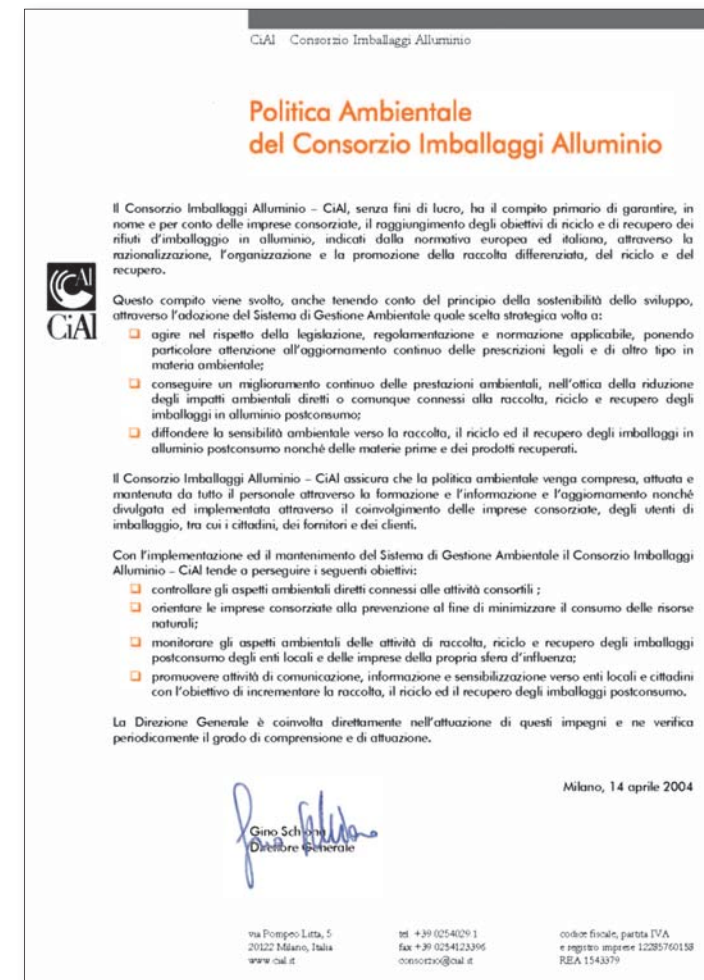 CiAl Consorzio Imballaggi Alluminio
Politica Ambientale
del Consorzio Imballaggi Alluminio
Il Consorzio Imballaggi Alluminio – CiAl, senza fini di lucro, ha il compito primario di garantire, in
nome e per conto delle imprese consorziate, il raggiungimento degli obiettivi di riciclo e di recupero dei
rifiuti d'imballaggio in alluminio, indicati dalla normativa europea ed italiana, attraverso la
razionalizzazione, l'organizzazione e la promozione della raccolta differenziata, del riciclo e del
recupero.
Al
CiAl
Questo compito viene svolto, anche tenendo conto del principio della sostenibilità dello sviluppo,
attraverso l'adozione del Sistema di Gestione Ambientale quale scelta strategica volta a:
❑ agire nel rispetto della legislazione, regolamentazione e normazione applicabile, ponendo
particolare attenzione all'aggiornamento continuo delle prescrizioni legali e di altro tipo in
materia ambientale;
❑ conseguire un miglioramento continuo delle prestazioni ambientali, nell'ottica della riduzione
degli impatti ambientali diretti o comunque connessi alla raccolta, riciclo e recupero degli
imballaggi in alluminio postconsumo;
❑ diffondere la sensibilità ambientale verso la raccolta, il riciclo ed il recupero degli imballaggi in
alluminio postconsumo nonché delle materie prime e dei prodotti recuperati.
Il Consorzio Imballaggi Alluminio – CiAl assicura che la politica ambientale venga compresa, attuata e
mantenuta da tutto il personale attraverso la formazione e l'informazione e l'aggiornamento nonché
divulgata ed implementata attraverso il coinvolgimento delle imprese consorziate, degli utenti di
imballaggio, tra cui i cittadini, dei fornitori e dei clienti.
Con l'implementazione ed il mantenimento del Sistema di Gestione Ambientale il Consorzio Imballaggi
Alluminio – CiAl tende a perseguire i seguenti obiettivi:
❑ controllare gli aspetti ambientali diretti connessi alle attività consortili ;
❑ orientare le imprese consorziate alla prevenzione al fine di minimizzare il consumo delle risorse
naturali;
❑ monitorare gli aspetti ambientali delle attività di raccolta, riciclo e recupero degli imballaggi
postconsumo degli enti locali e delle imprese della propria sfera d'influenza;
❑ promuovere attività di comunicazione, informazione e sensibilizzazione verso enti locali e cittadini
con l'obiettivo di incrementare la raccolta, il riciclo ed il recupero degli imballaggi postconsumo.
La Direzione Generale è coinvolta direttamente nell'attuazione di questi impegni e ne verifica
periodicamente il grado di comprensione e di attuazione.
Milano, 14 aprile 2004
Gino Schiona
Direttore Generale
via Pompeo Litta, 5
20122 Milano, Italia
www cial it
tel +39 0254029 1
fax +39 0254123396
consorzio@cial it
codice fiscale, partita IVA
e registro imprese 12285760158
REA 1543379